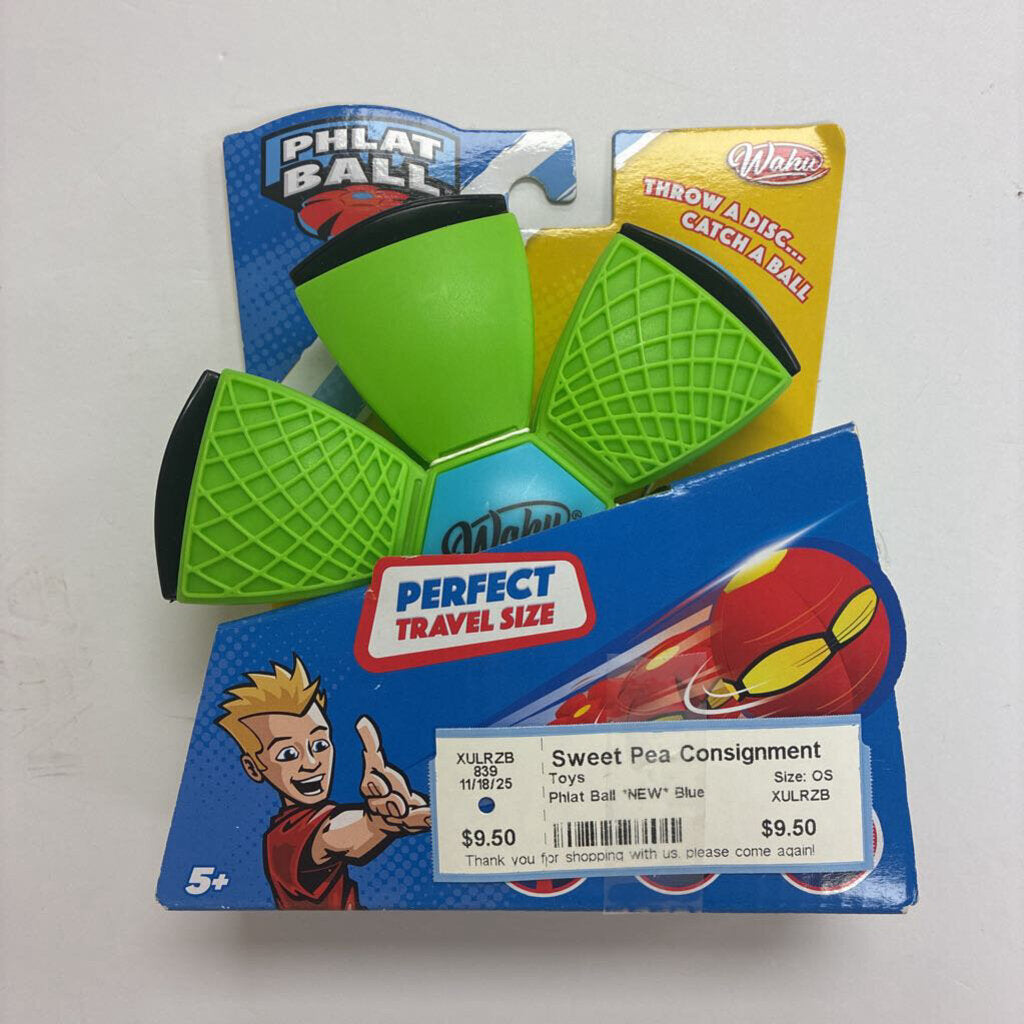 PHLAT
BALL™
Wahu
THROW A DISC...
CATCH A BALL
Wahu®
PERFECT
TRAVEL SIZE
XULRZB
839
11/18/25
$9.50
Sweet Pea Consignment
Toys
Size: OS
Phlat Ball *NEW* Blue
XULRZB
$9.50
Thank you for shopping with us, please come again!
5+